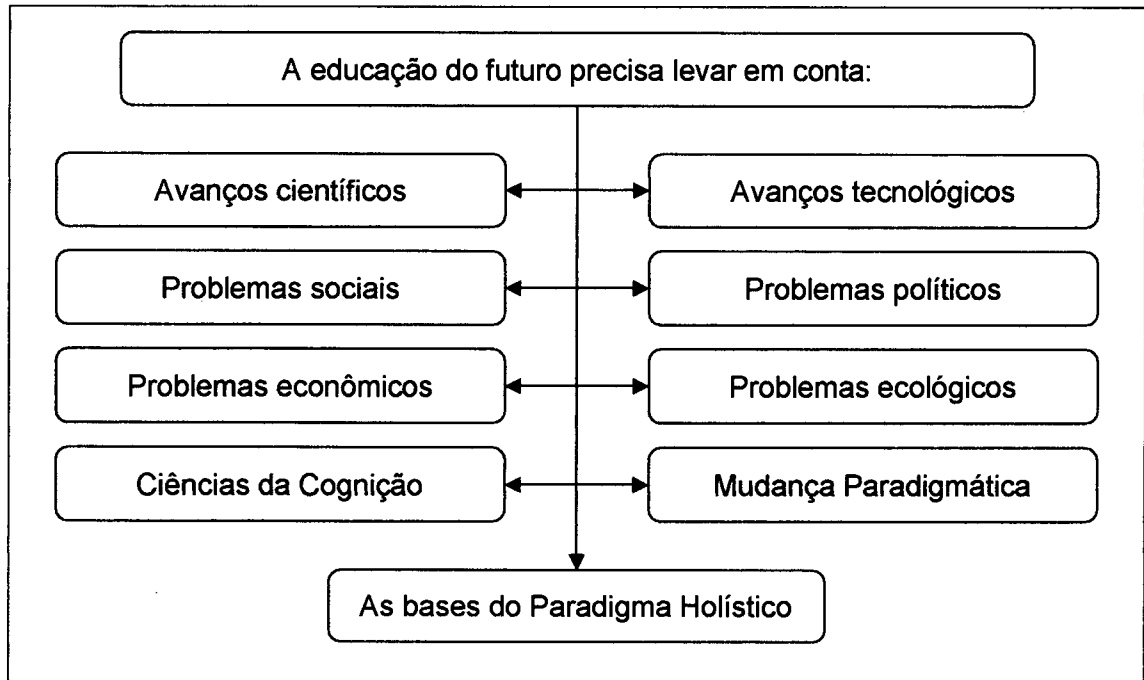 A educação do futuro precisa levar em conta:
Avanços científicos
Avanços tecnológicos
Problemas sociais
Problemas políticos
Problemas econômicos
Problemas ecológicos
Ciências da Cognição
Mudança Paradigmática
As bases do Paradigma Holístico